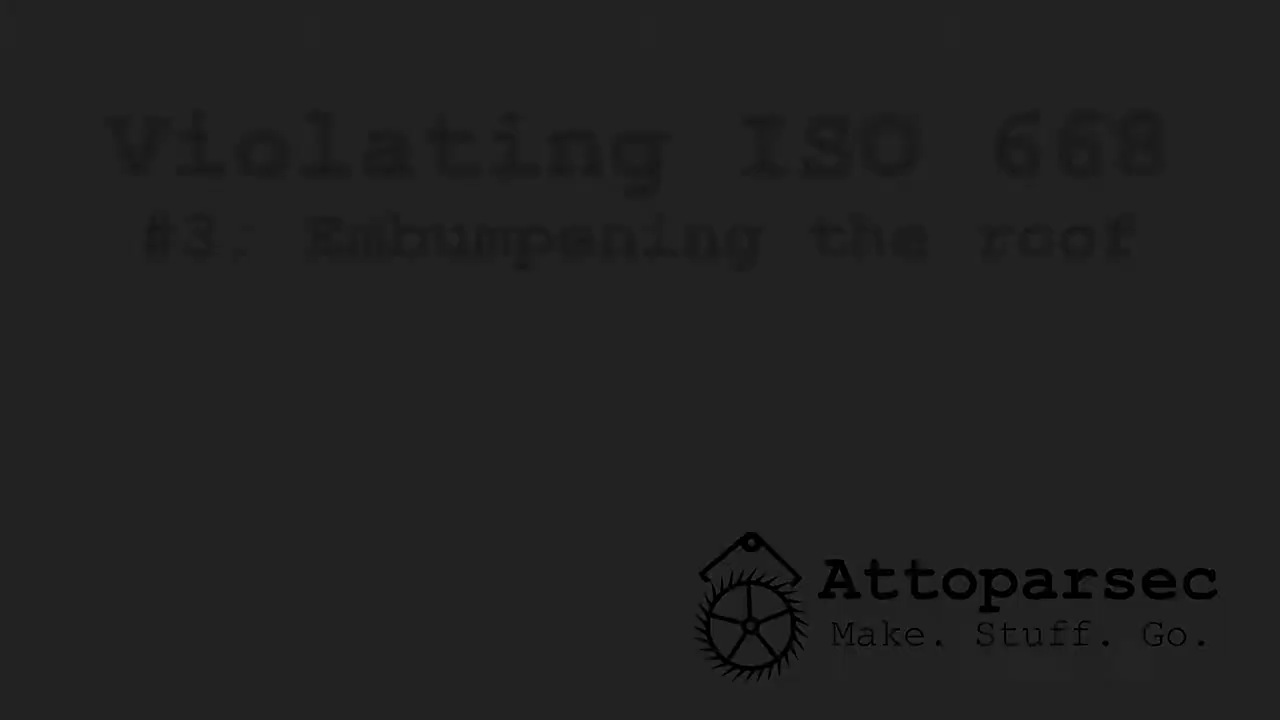 Violating ISO 668
#3: Embumpening the roof
Attoparsec
Make. Stuff. Go.